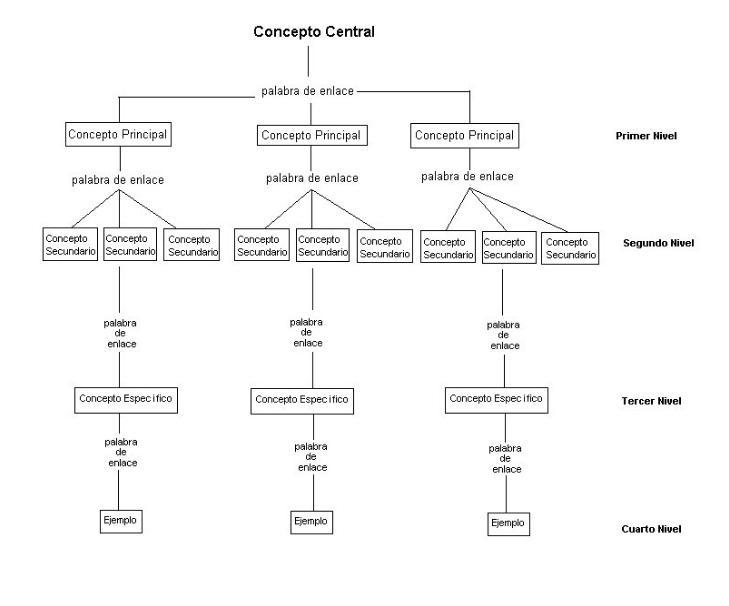 Concepto Central
palabra de enlace
Concepto Principal Concepto Principal Concepto Principal Primer Nivel
palabra de enlace palabra de enlace palabra de enlace
Concepto Concepto Concepto Concepto Concepto Concepto Concepto Concepto Concepto Segundo Nivel
Secundario Secundario Secundario Secundario Secundario Secundario Secundario Secundario Secundario
palabra palabra palabra
de de de
enlace enlace enlace
Concepto Especifico Concepto Especifico Concepto Especifico Tercer Nivel
palabra palabra palabra
de de de
enlace enlace enlace
Ejemplo Ejemplo Ejemplo Cuarto Nivel